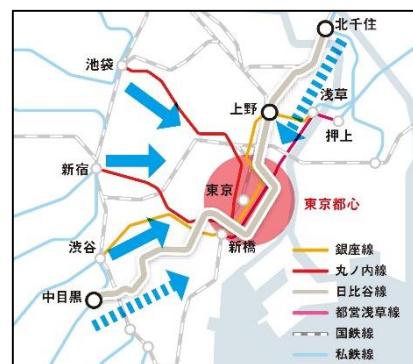 北千住
池袋
浅草
上野
押上
新宿
東京
東京都心
渋谷
新橋
中目黒
銀座線
丸ノ内線
日比谷線
都営浅草線
国鉄線
私鉄線